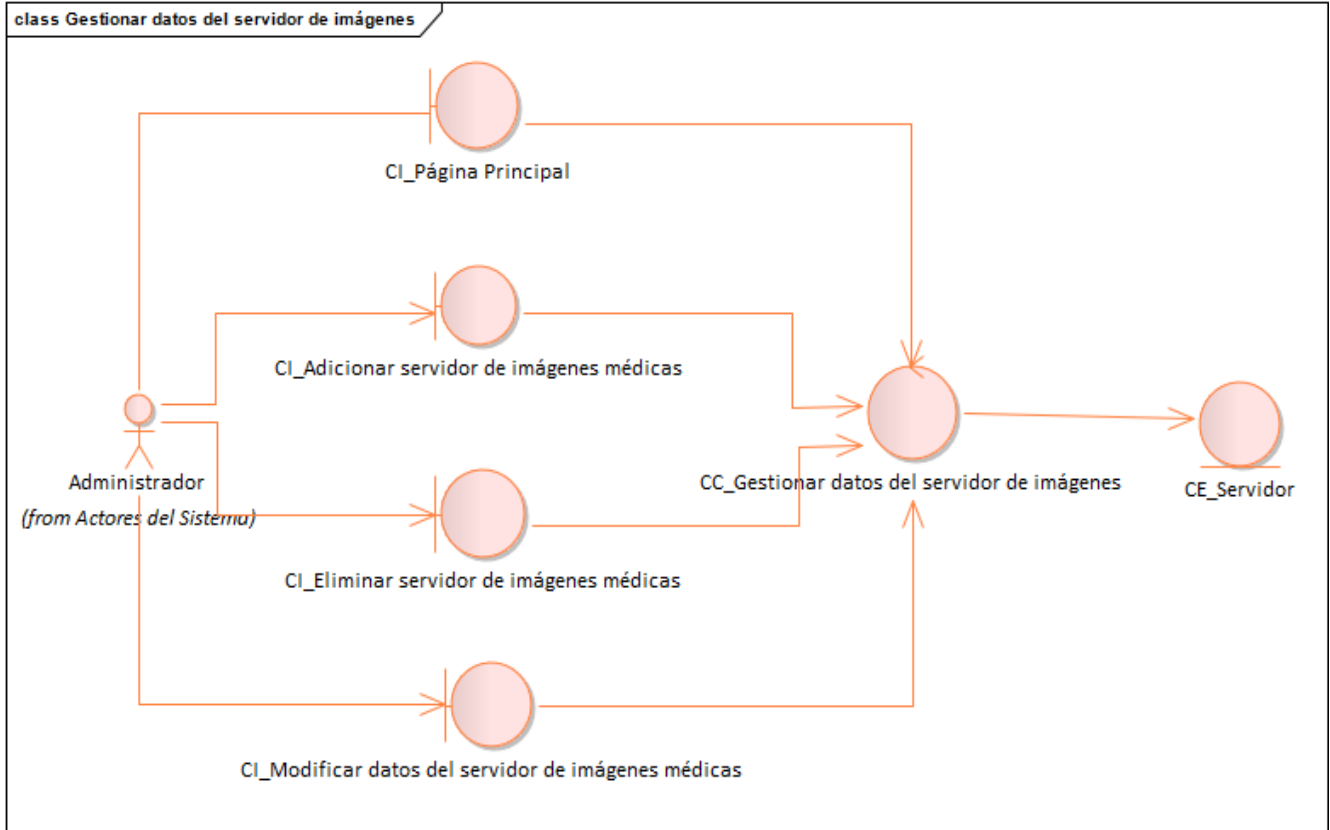 class Gestionar datos del servidor de imágenes
CI_Página Principal
CI_Adicionar servidor de imágenes médicas
Administrador
(from Actores del Sistema)
CC_Gestionar datos del servidor de imágenes
CE_Servidor
CI_Eliminar servidor de imágenes médicas
CI_Modificar datos del servidor de imágenes médicas